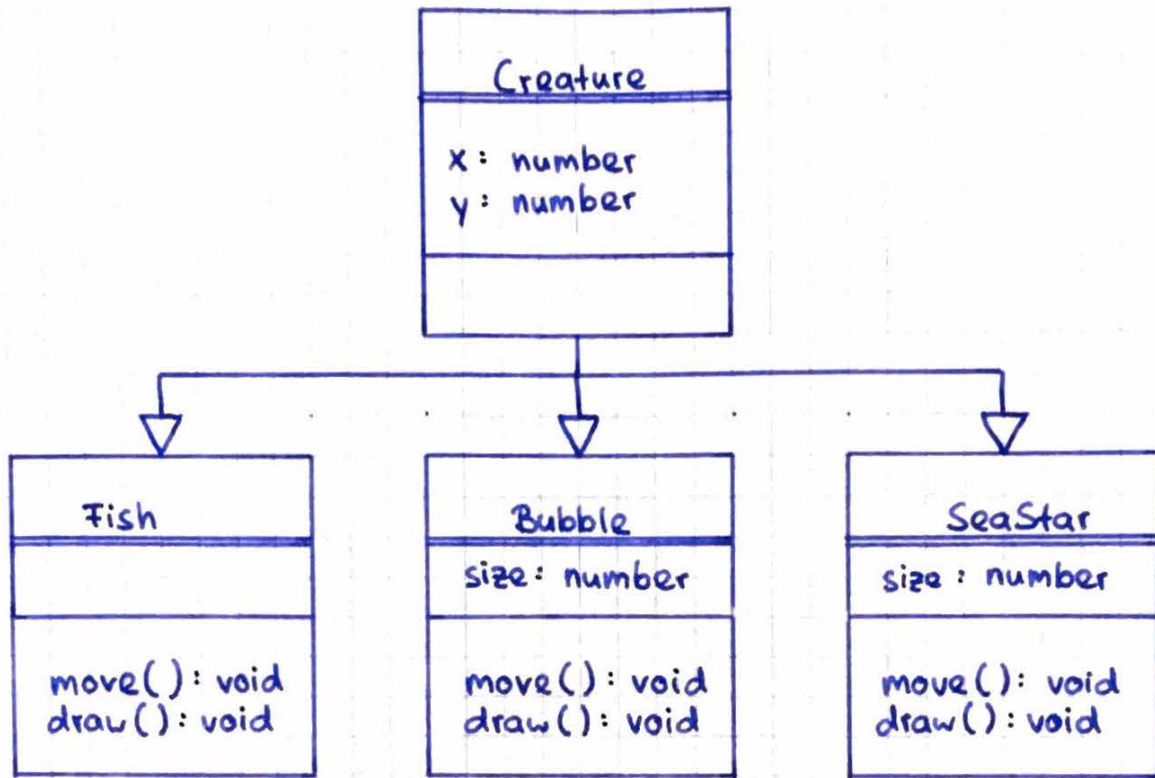 Creature
x: number
y: number
Fish
move(): void
draw(): void
Bubble
size: number
move(): void
draw(): void
SeaStar
size: number
move(): void
draw(): void